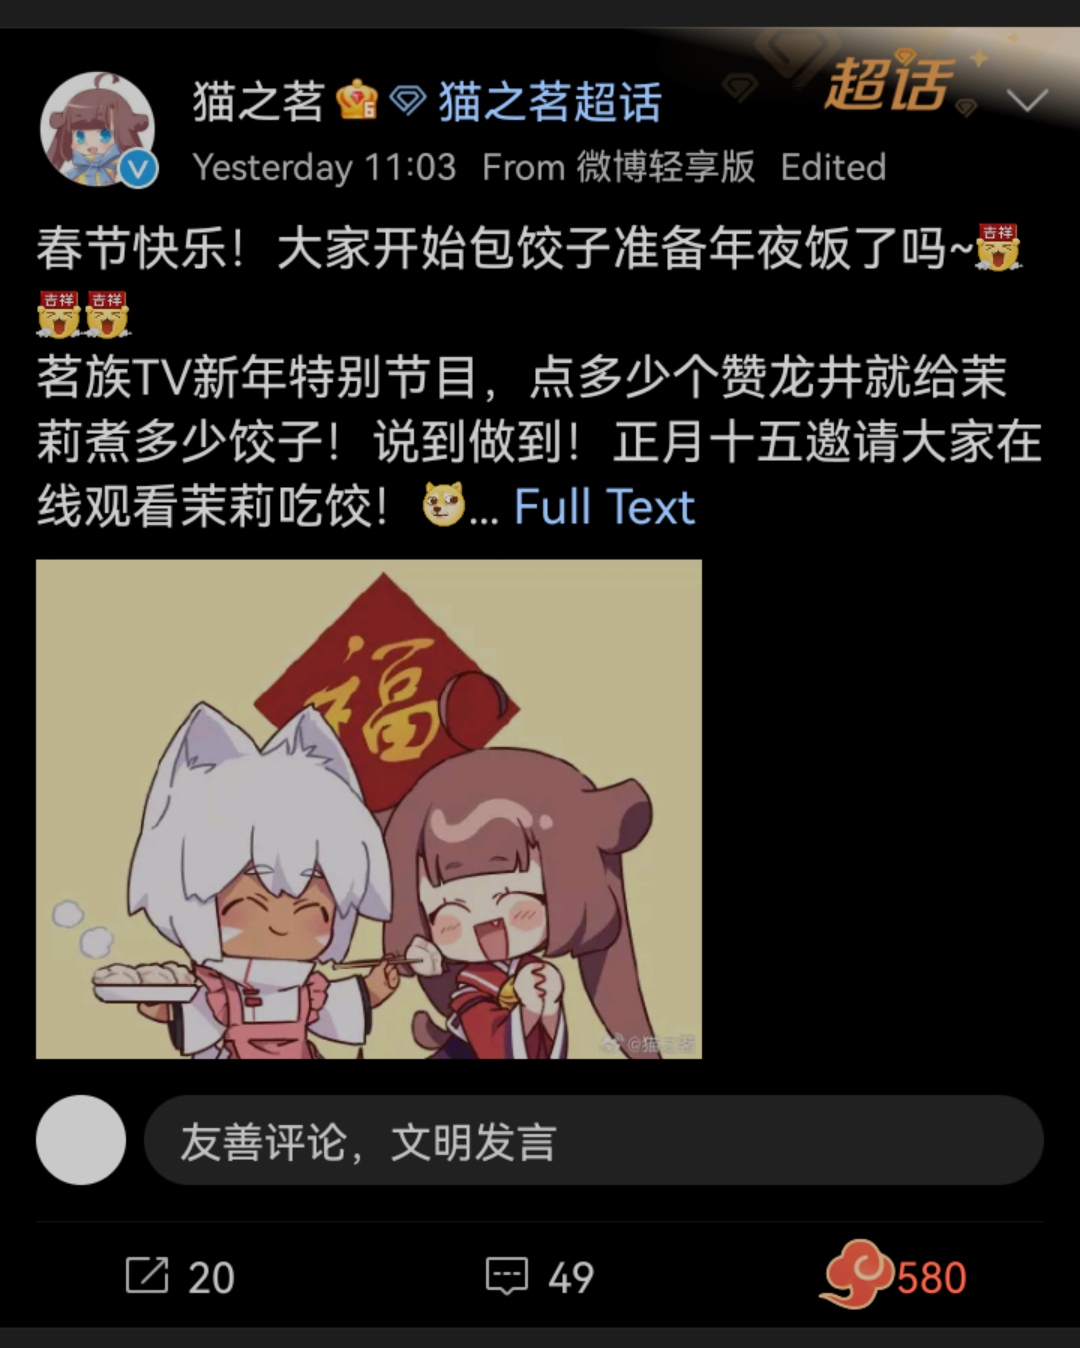 超话
猫之茗 6 猫之茗超话
Yesterday 11:03 From 微博轻享版 Edited
春节快乐！大家开始包饺子准备年夜饭了吗~吉祥
吉祥 吉祥
茗族TV新年特别节目，点多少个赞龙井就给茉
莉煮多少饺子！说到做到！正月十五邀请大家在
线观看茉莉吃饺！... Full Text
福
@猫之茗
友善评论，文明发言
20 49 580